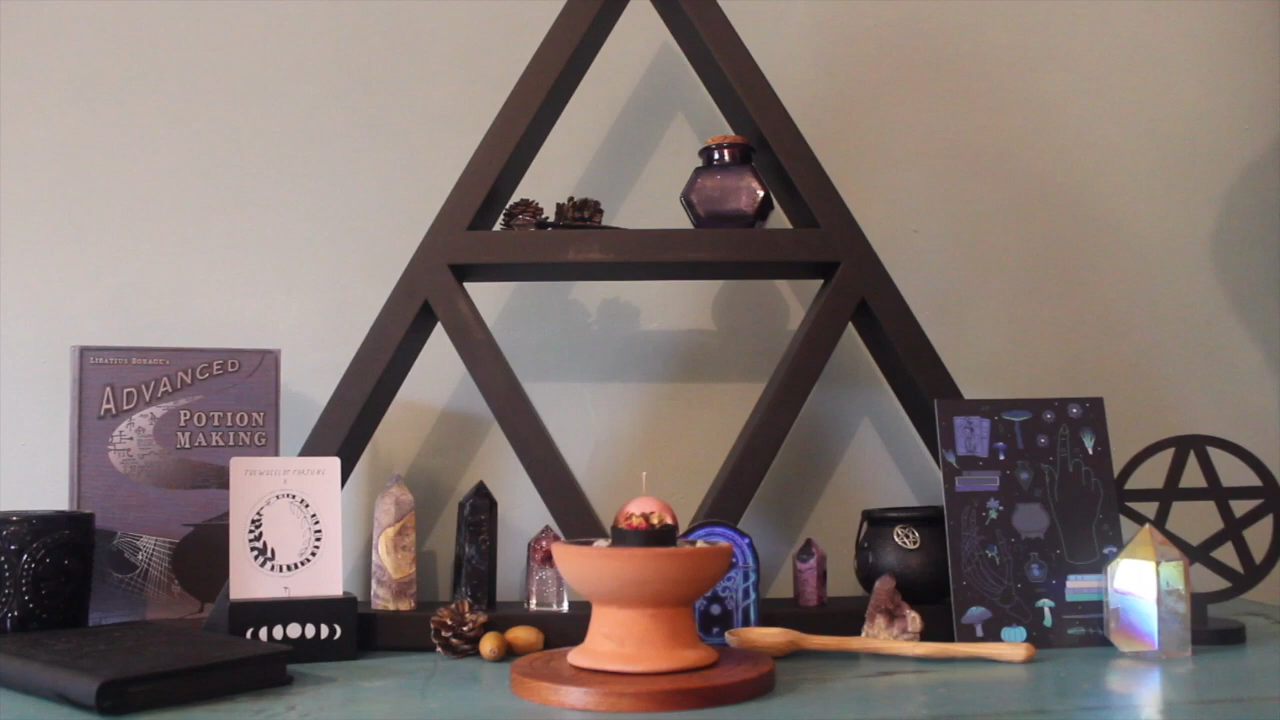 LIBATIUS BORAGE'S
ADVANCED
POTION
MAKING
THE WHEEL OF FORTUNE
X